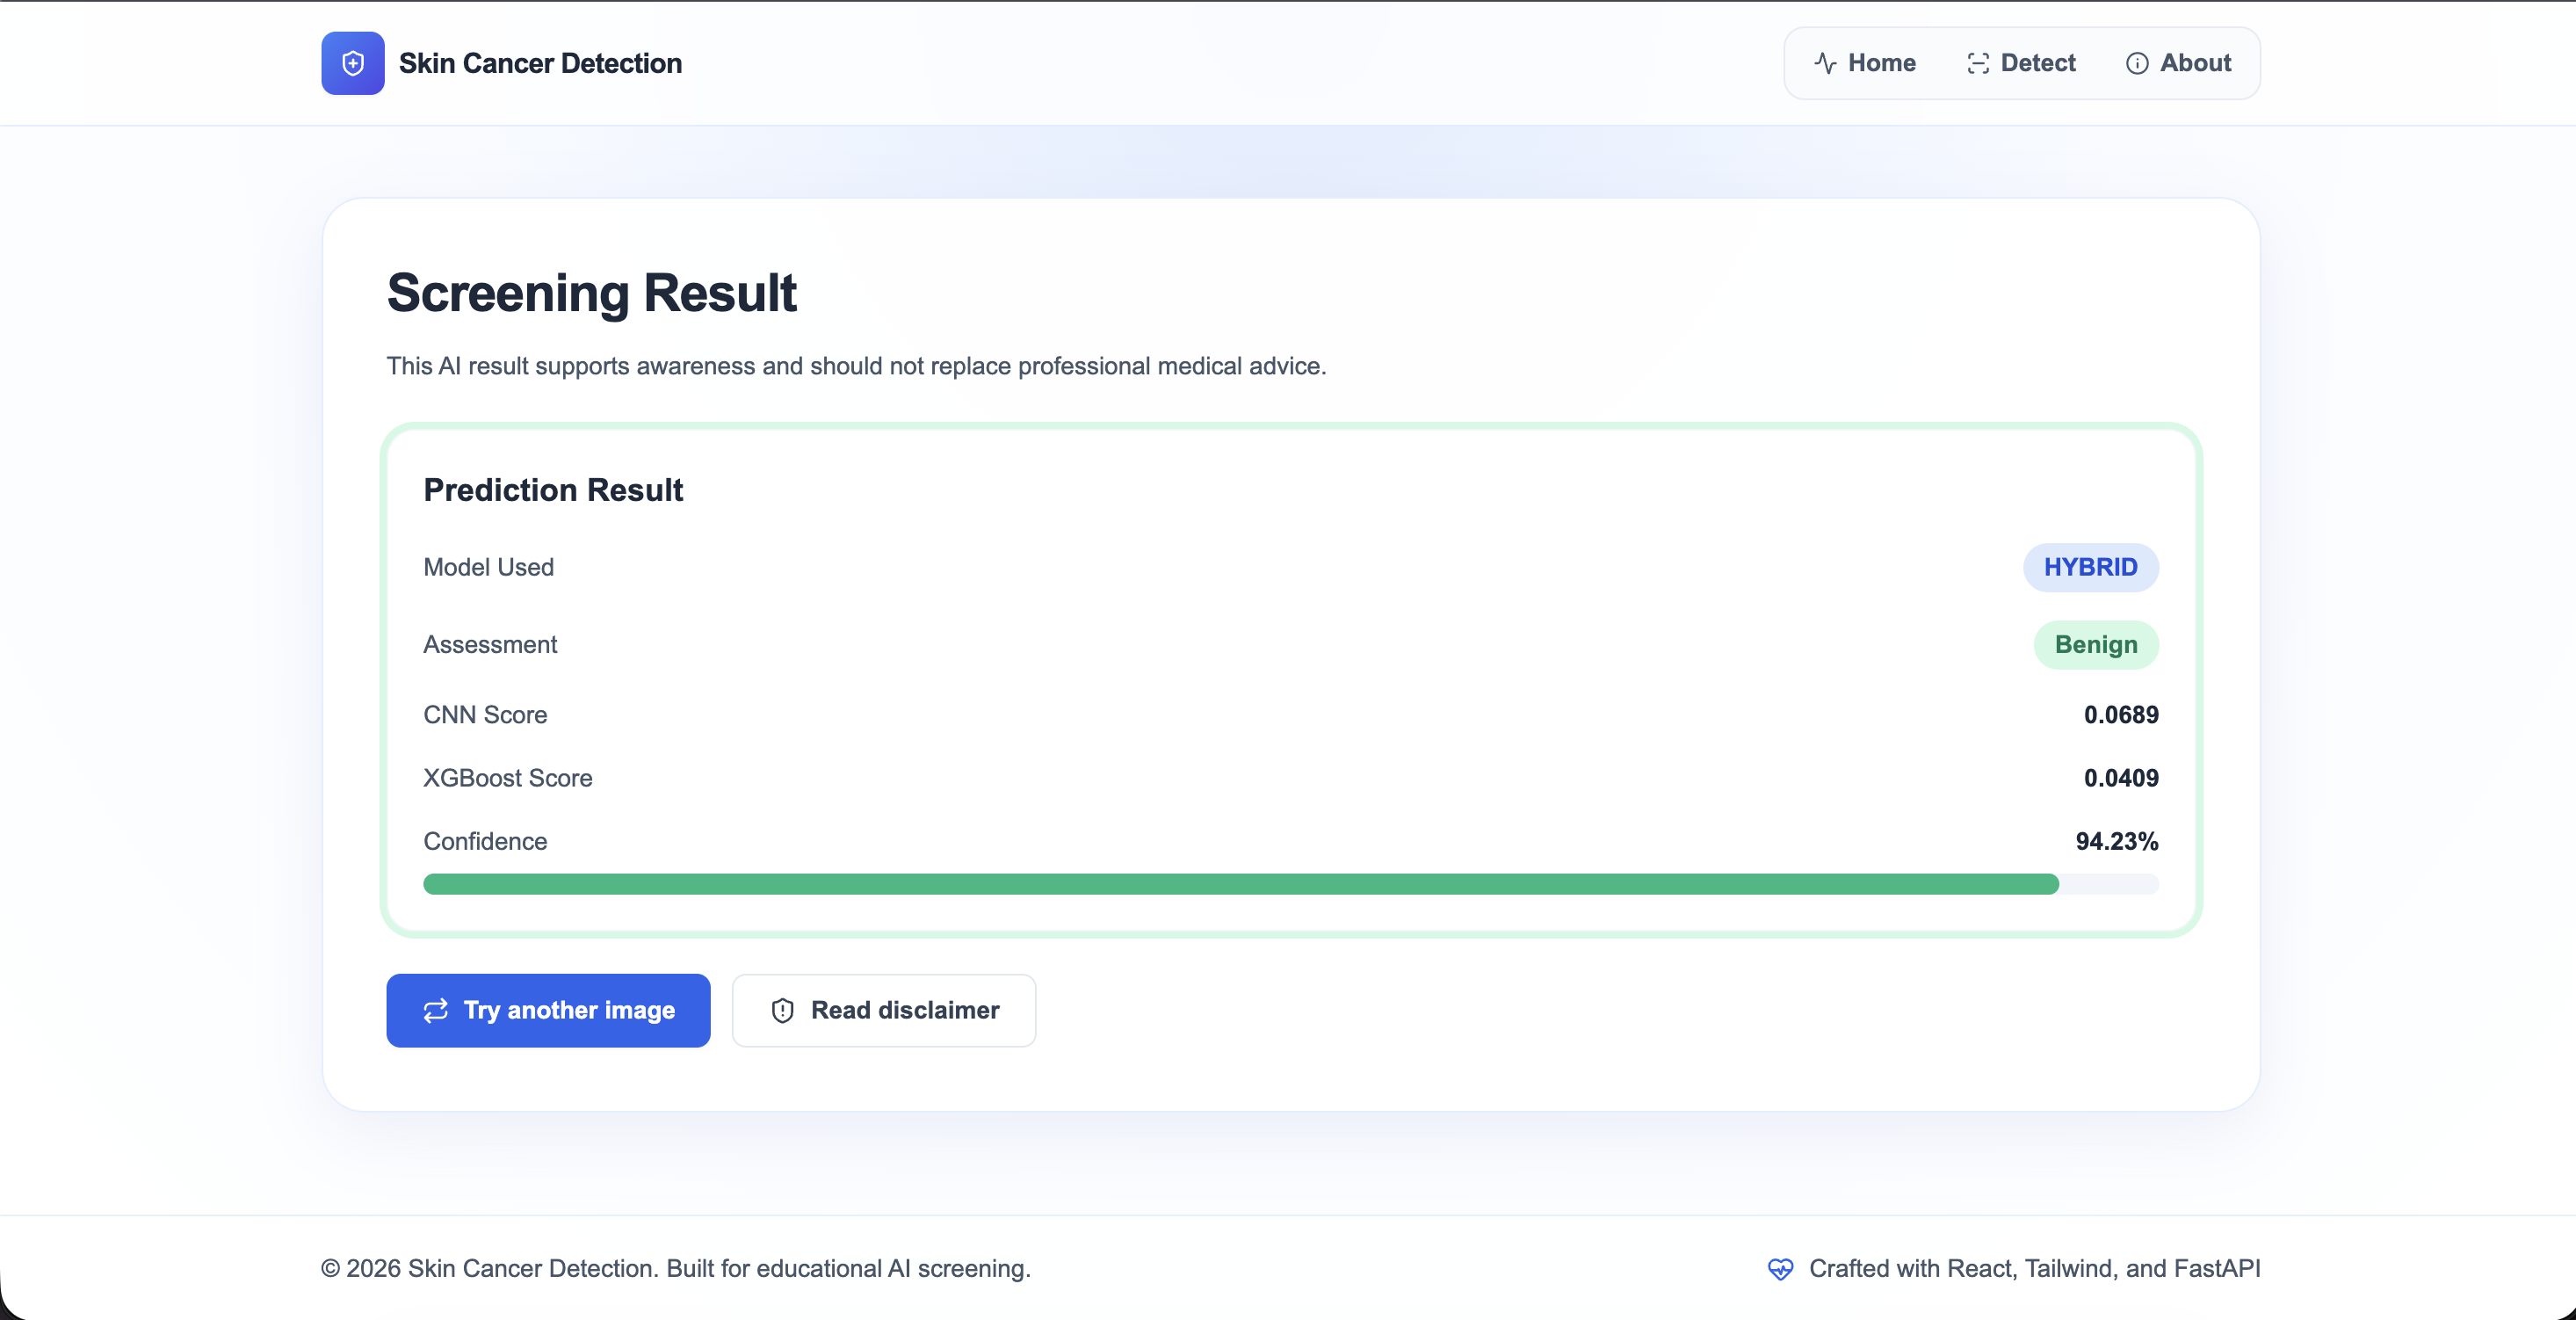 Skin Cancer Detection
Home
Detect
About
Screening Result
This AI result supports awareness and should not replace professional medical advice.
Prediction Result
Model Used
HYBRID
Assessment
Benign
CNN Score
0.0689
XGBoost Score
0.0409
Confidence
94.23%
Try another image
Read disclaimer
© 2026 Skin Cancer Detection. Built for educational AI screening.
Crafted with React, Tailwind, and FastAPI